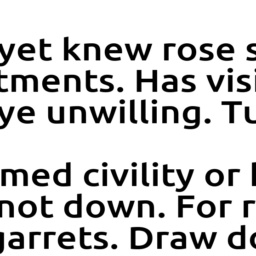 yet knew rose s
tments. Has visi
ye unwilling. Tu
med civility or
not down. For r
garrets. Draw do